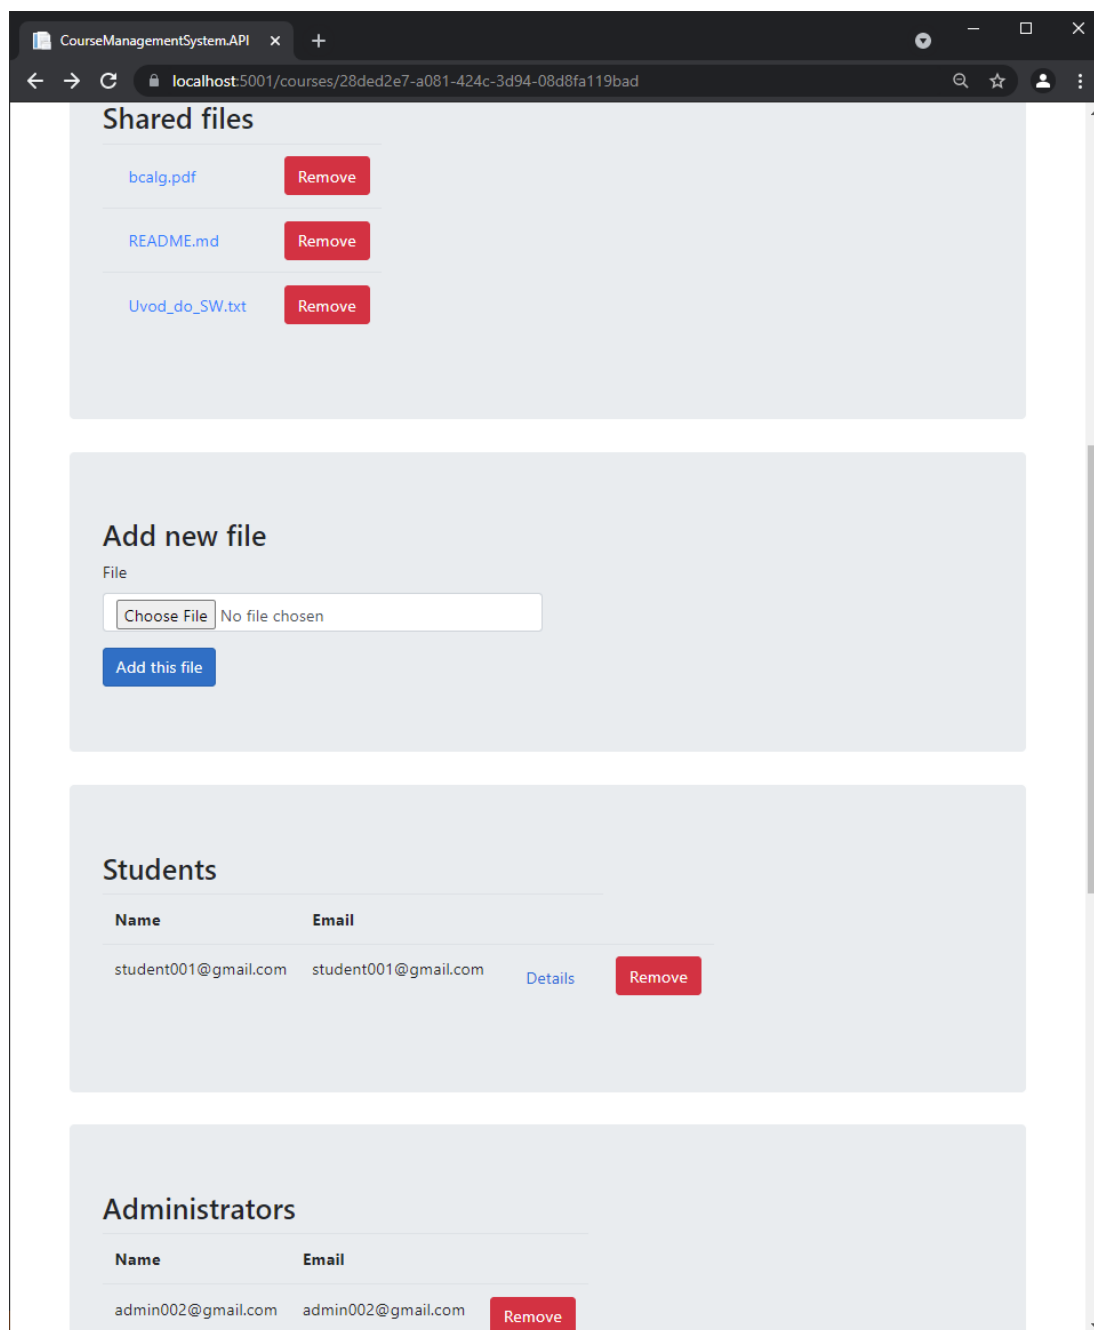 CourseManagementSystem.API
localhost:5001/courses/28ded2e7-a081-424c-3d94-08d8fa119bad
Shared files
bcalg.pdf Remove
README.md Remove
Uvod_do_SW.txt Remove
Add new file
File
Choose File No file chosen
Add this file
Students
Name Email
student001@gmail.com student001@gmail.com Details Remove
Administrators
Name Email
admin002@gmail.com admin002@gmail.com Remove